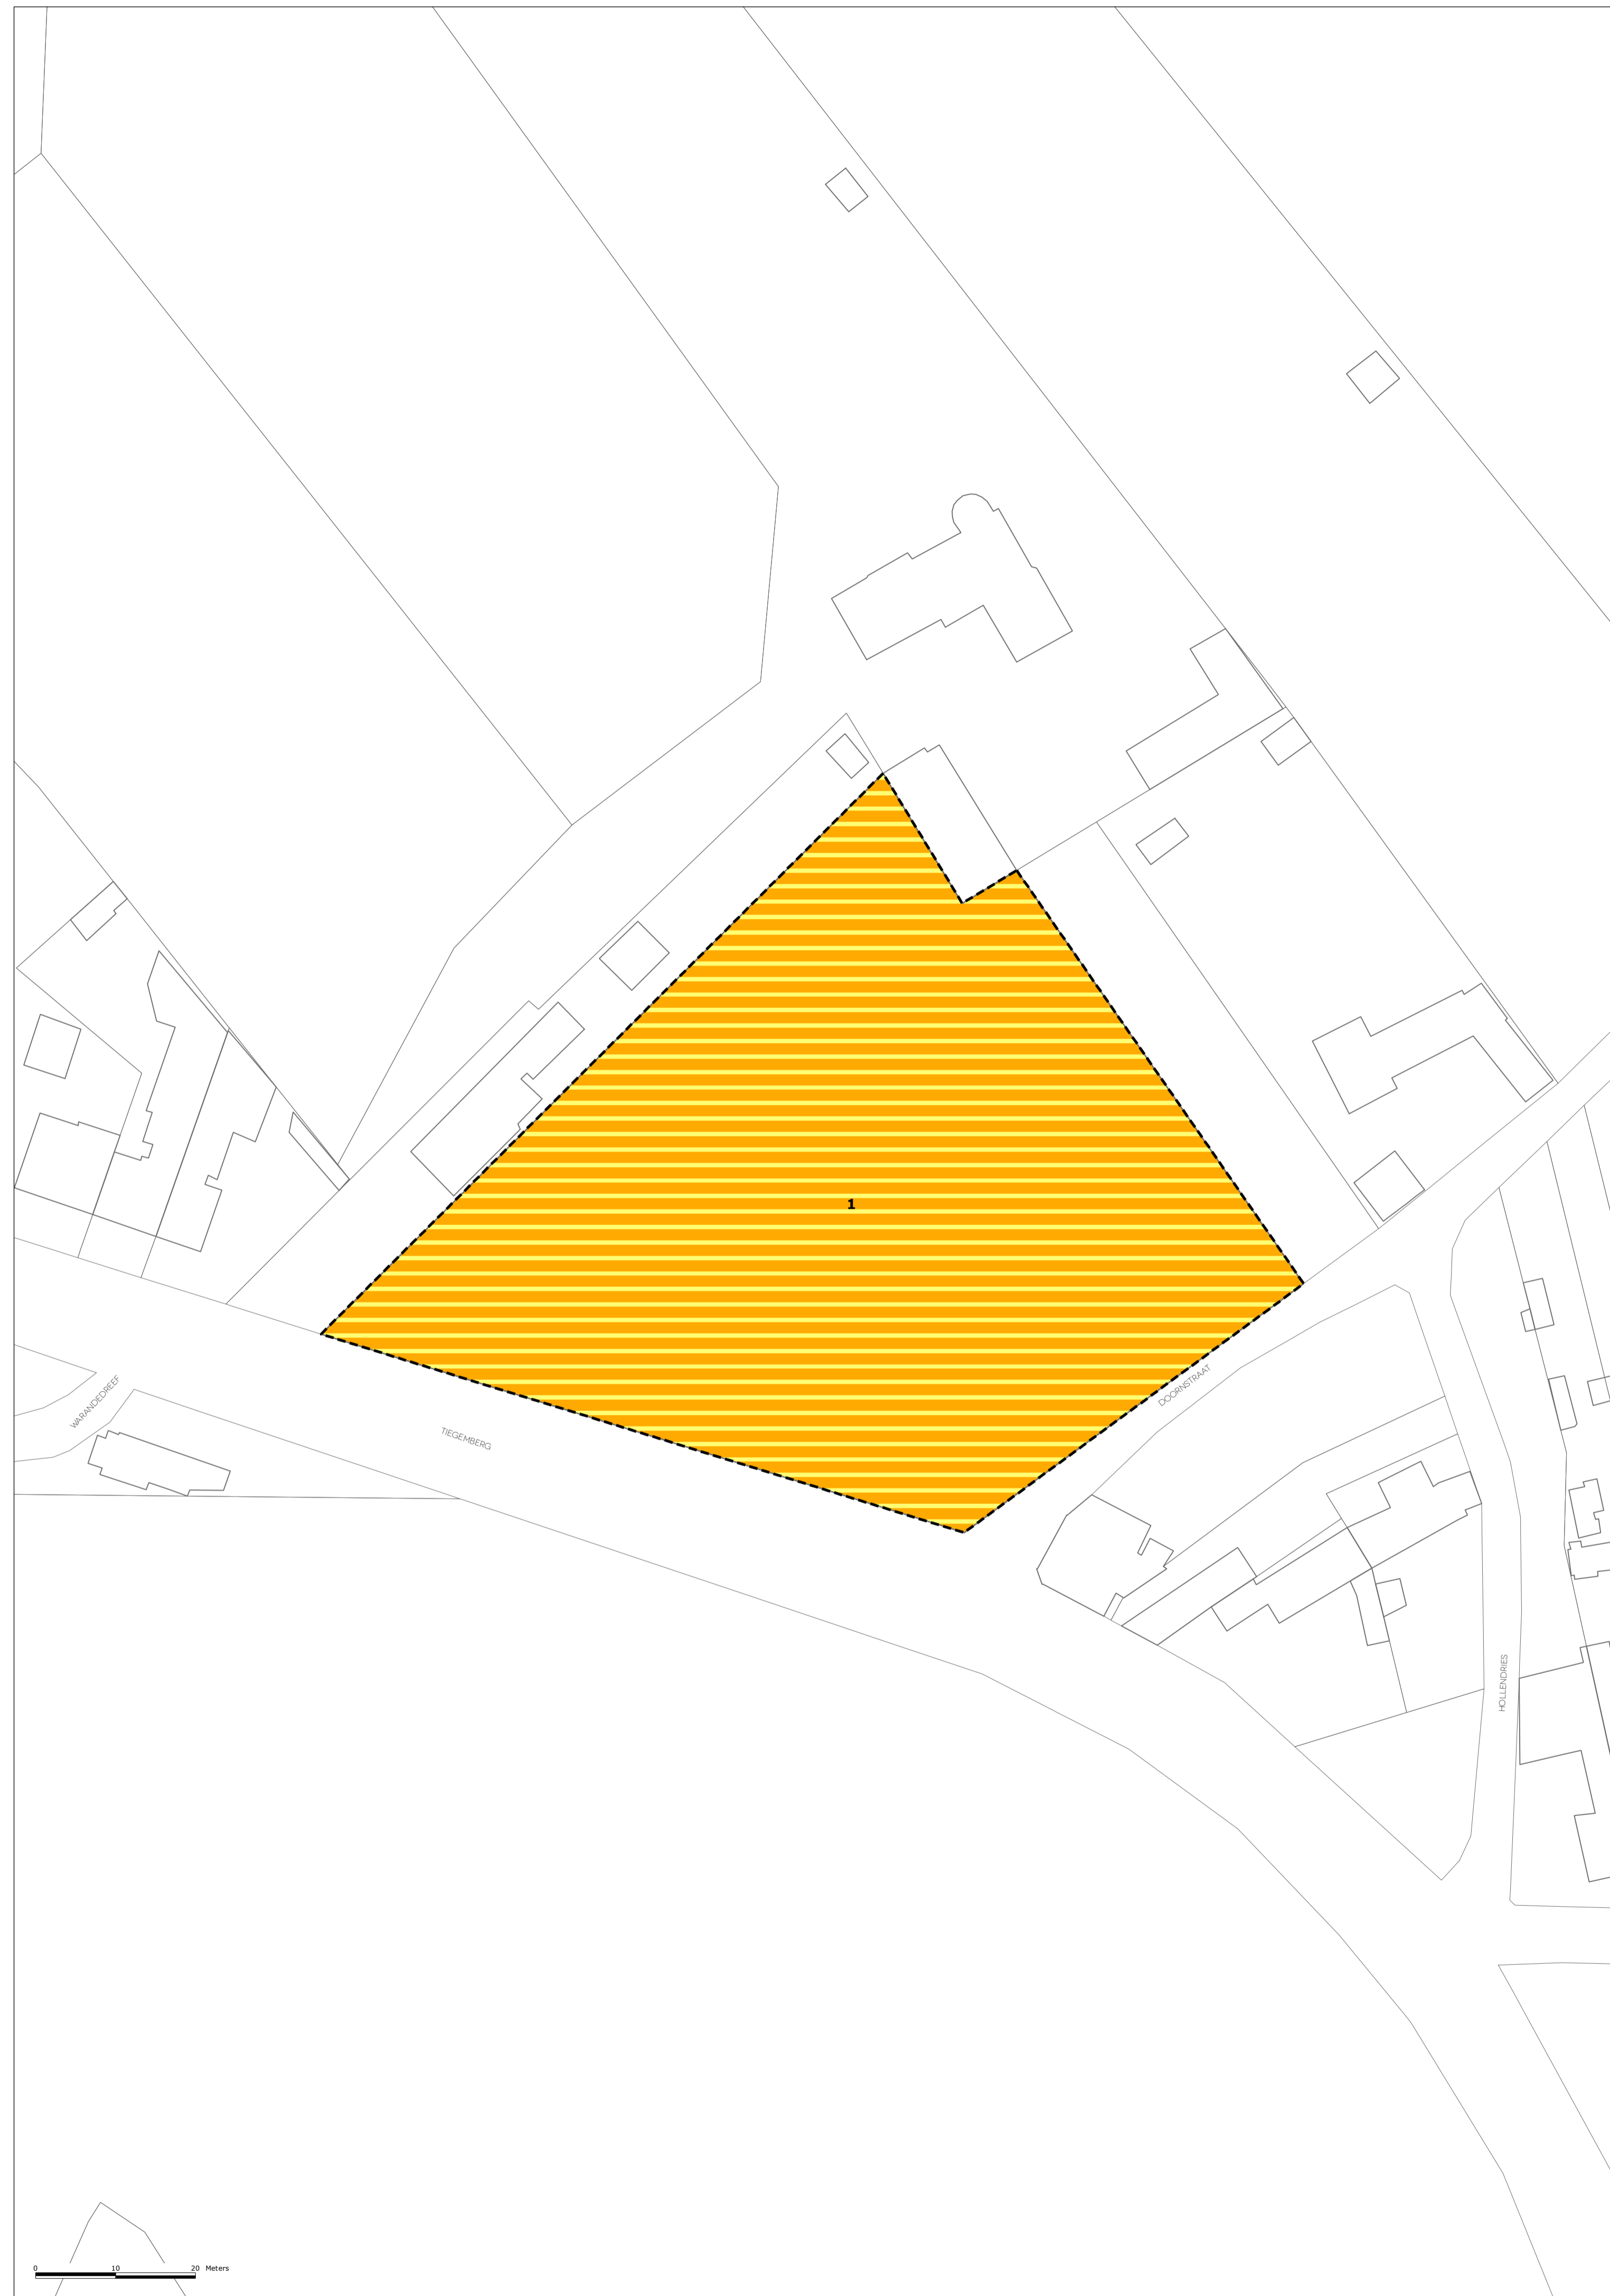 1
DOORNSTRAAT
WARANDEDREEF
TIEGEMBERG
HOLLENDRIES
0 10 20 Meters